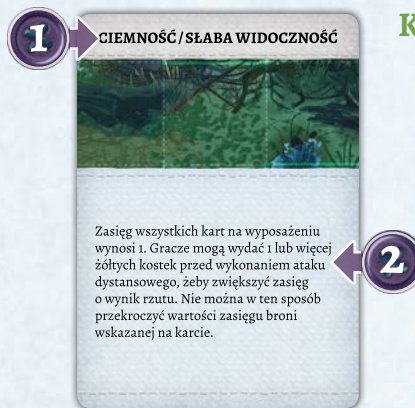 1
CIEMNOŚĆ / SŁABA WIDOCZNOŚĆ
K
Zasięg wszystkich kart na wyposażeniu
wynosi 1. Gracze mogą wydać 1 lub więcej
żółtych kostek przed wykonaniem ataku
dystansowego, żeby zwiększyć zasięg
o wynik rzutu. Nie można w ten sposób
przekroczyć wartości zasięgu broni
wskazanej na karcie.
2